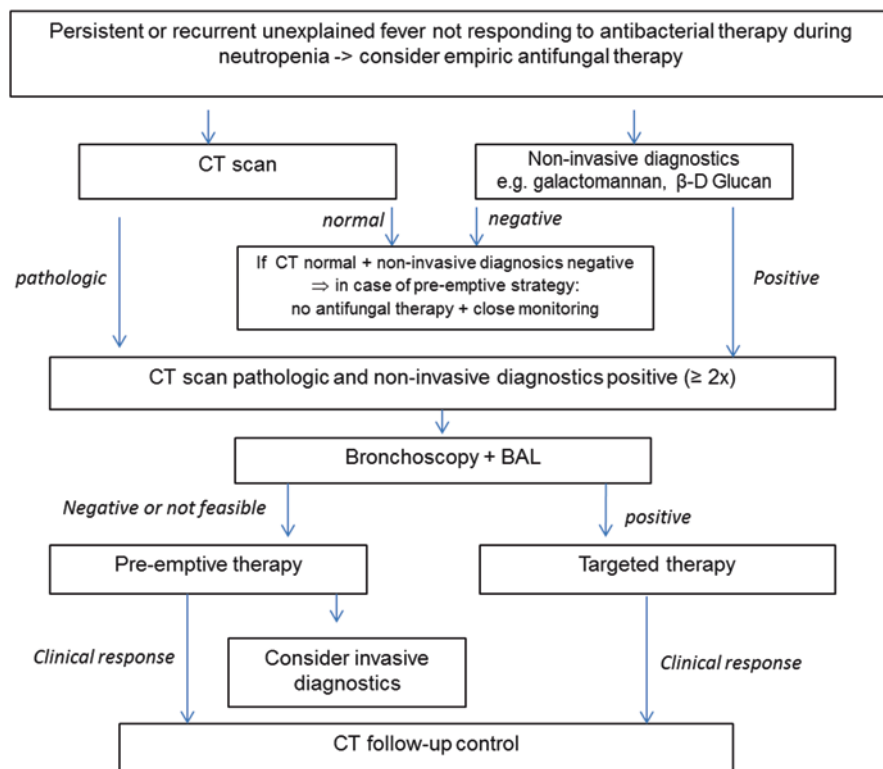 Persistent or recurrent unexplained fever not responding to antibacterial therapy during
neutropenia -> consider empiric antifungal therapy
CT scan
Non-invasive diagnostics
e.g. galactomannan, β-D Glucan
normal
negative
pathologic
If CT normal + non-invasive diagnosics negative
⇒ in case of pre-emptive strategy:
no antifungal therapy + close monitoring
Positive
CT scan pathologic and non-invasive diagnostics positive (≥ 2x)
Bronchoscopy + BAL
Negative or not feasible
positive
Pre-emptive therapy
Targeted therapy
Clinical response
Consider invasive
diagnostics
Clinical response
CT follow-up control